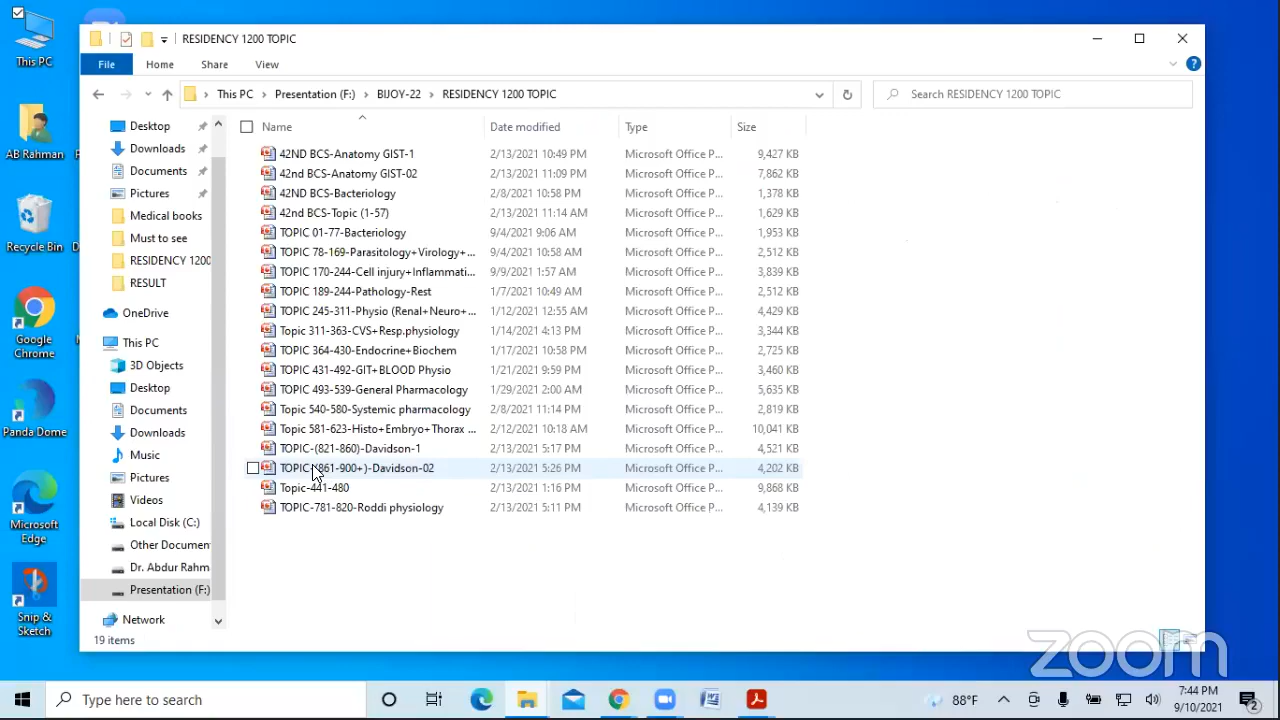 This PC
AB Rahman
Recycle Bin
Google Chrome
Panda Dome
Microsoft Edge
Snip & Sketch
RESIDENCY 1200 TOPIC
File Home Share View
This PC > Presentation (F:) > BIJOY-22 > RESIDENCY 1200 TOPIC
Search RESIDENCY 1200 TOPIC
Desktop
Downloads
Documents
Pictures
Medical books
Must to see
RESIDENCY 1200
RESULT
OneDrive
This PC
3D Objects
Desktop
Documents
Downloads
Music
Pictures
Videos
Local Disk (C:)
Other Documen
Dr. Abdur Rahm
Presentation (F:)
Network
Name Date modified Type Size
42ND BCS-Anatomy GIST-1 2/13/2021 10:49 PM Microsoft Office P... 9,427 KB
42nd BCS-Anatomy GIST-02 2/13/2021 11:09 PM Microsoft Office P... 7,862 KB
42ND BCS-Bacteriology 2/8/2021 10:58 PM Microsoft Office P... 1,378 KB
42nd BCS-Topic (1-57) 2/13/2021 11:14 AM Microsoft Office P... 1,629 KB
TOPIC 01-77-Bacteriology 9/4/2021 9:06 AM Microsoft Office P... 1,953 KB
TOPIC 78-169-Parasitology+Virology+... 9/4/2021 10:58 AM Microsoft Office P... 2,512 KB
TOPIC 170-244-Cell injury+Inflammati... 9/9/2021 1:57 AM Microsoft Office P... 3,839 KB
TOPIC 189-244-Pathology-Rest 1/7/2021 10:49 AM Microsoft Office P... 2,512 KB
TOPIC 245-311-Physio (Renal+Neuro+... 1/12/2021 12:55 AM Microsoft Office P... 4,429 KB
Topic 311-363-CVS+Resp.physiology 1/14/2021 4:13 PM Microsoft Office P... 3,344 KB
TOPIC 364-430-Endocrine+Biochem 1/17/2021 10:58 PM Microsoft Office P... 2,725 KB
TOPIC 431-492-GIT+BLOOD Physio 1/21/2021 9:59 PM Microsoft Office P... 3,460 KB
TOPIC 493-539-General Pharmacology 1/29/2021 2:00 AM Microsoft Office P... 5,635 KB
Topic 540-580-Systemic pharmacology 2/8/2021 11:14 PM Microsoft Office P... 2,819 KB
Topic 581-623-Histo+Embryo+Thorax ... 2/12/2021 10:18 AM Microsoft Office P... 10,041 KB
TOPIC-(821-860)-Davidson-1 2/13/2021 5:17 PM Microsoft Office P... 4,521 KB
TOPIC-(861-900+)-Davidson-02 2/13/2021 5:26 PM Microsoft Office P... 4,202 KB
Topic-441-480 2/13/2021 1:16 PM Microsoft Office P... 9,868 KB
TOPIC-781-820-Roddi physiology 2/13/2021 5:11 PM Microsoft Office P... 4,139 KB
19 items
zoom
Type here to search
88°F
7:44 PM
9/10/2021
2